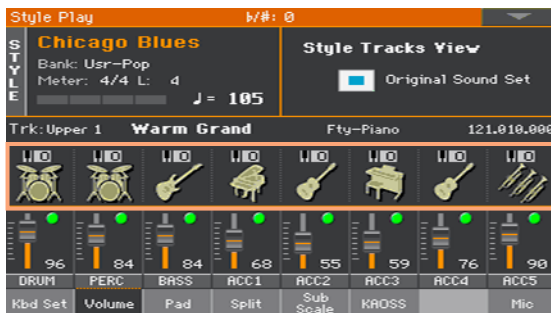 Style Play ♭/#: 0
STYLE
Chicago Blues
Bank: Usr-Pop
Meter: 4/4 L: 4
♩= 105
Style Tracks View
Original Sound Set
Trk: Upper 1 Warm Grand Fty-Piano 121.010.000
96 84 84 68 55 59 76 90
DRUM PERC BASS ACC1 ACC2 ACC3 ACC4 ACC5
Kbd Set Volume Pad Split Sub Scale KAOSS Mic